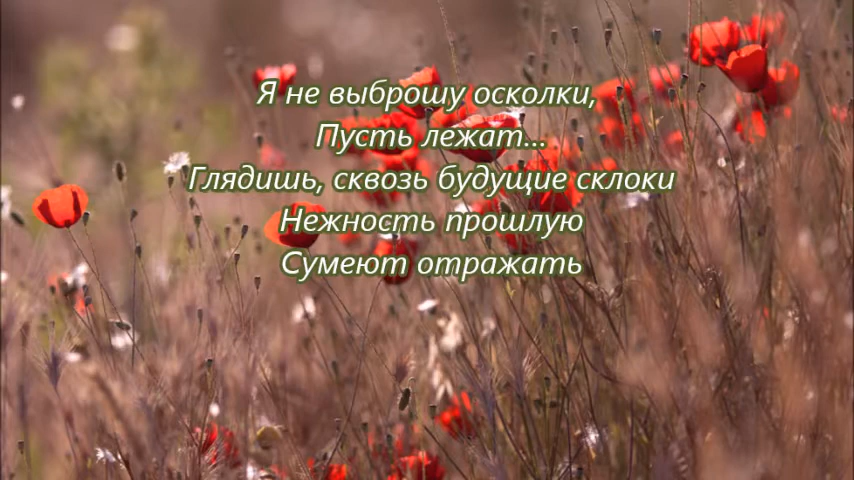 Я не выброшу осколки,
Пусть лежат...
Глядишь, сквозь будущие склоки
Нежность прошлую
Сумеют отражать